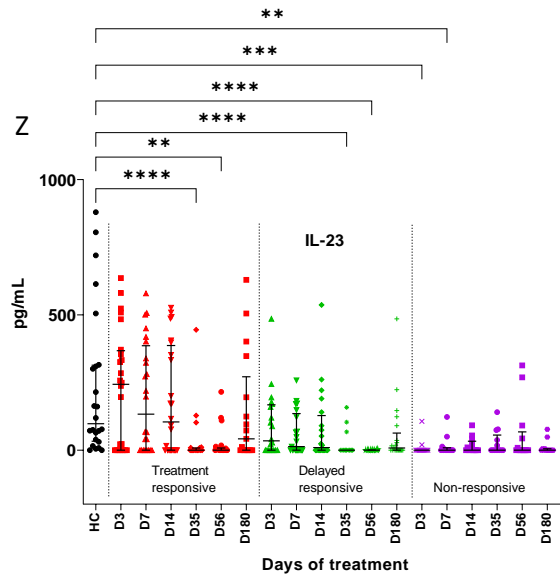 **
***
****
Z
****
**
****
1000
IL-23
pg/mL
500
0
Treatment
responsive
Delayed
responsive
Non-responsive
HC
D3
D7
D14
D35
D56
D180
D3
D7
D14
D35
D56
D180
D3
D7
D14
D35
D56
D180
Days of treatment